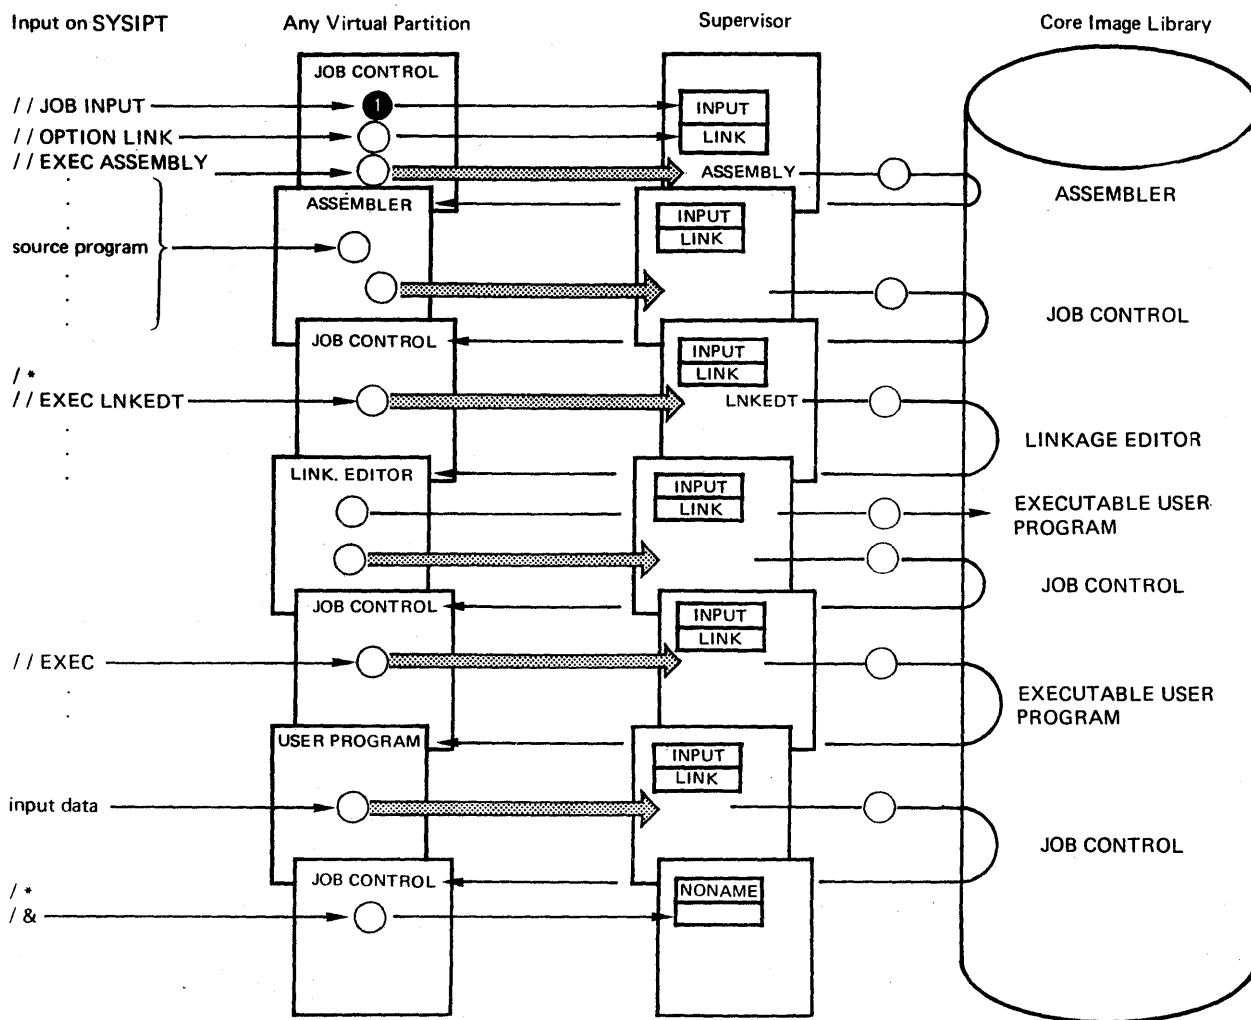 Input on SYSIPT
Any Virtual Partition
Supervisor
Core Image Library
JOB CONTROL
// JOB INPUT
1
INPUT
// OPTION LINK
LINK
// EXEC ASSEMBLY
ASSEMBLY
ASSEMBLER
ASSEMBLER
INPUT
LINK
source program
JOB CONTROL
JOB CONTROL
INPUT
LINK
/*
// EXEC LNKEDT
LNKEDT
LINKAGE EDITOR
LINK. EDITOR
INPUT
LINK
EXECUTABLE USER
PROGRAM
JOB CONTROL
JOB CONTROL
INPUT
LINK
// EXEC
EXECUTABLE USER
PROGRAM
USER PROGRAM
INPUT
LINK
input data
JOB CONTROL
JOB CONTROL
NONAME
/*
/&